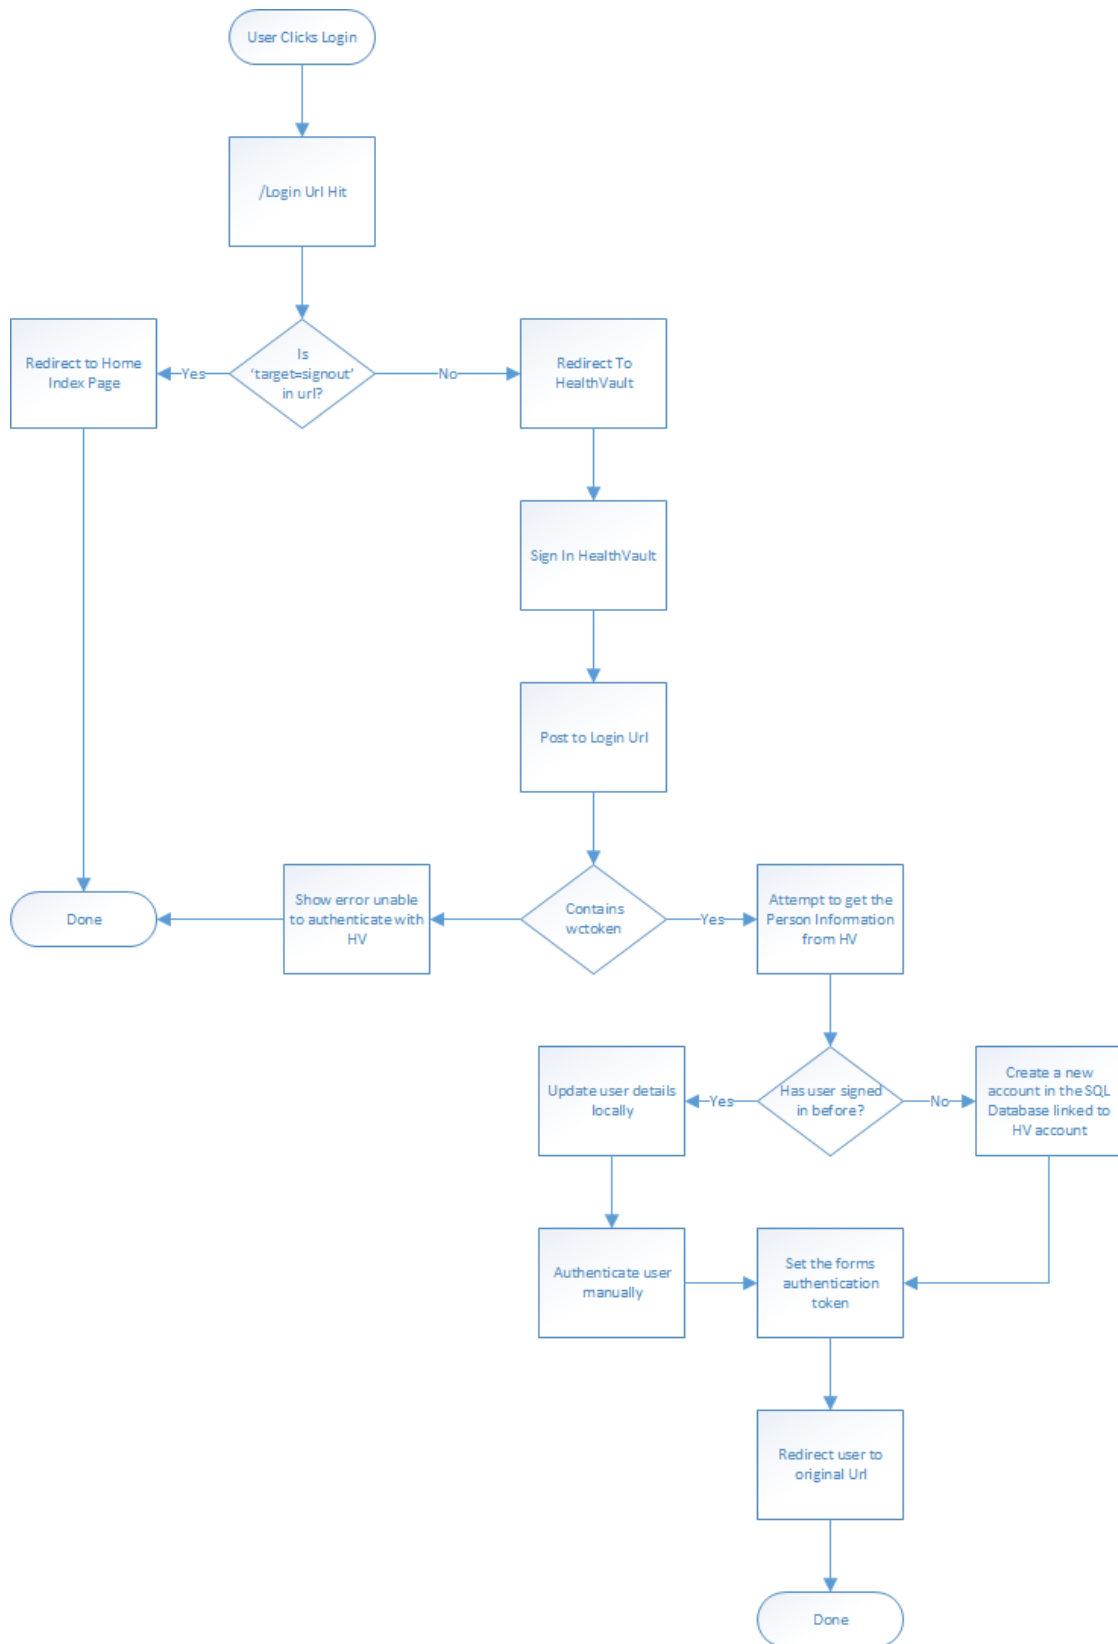 User Clicks Login
/Login Url Hit
Redirect to Home
Index Page
Yes
Is
‘target=signout’
in url?
No
Redirect To
HealthVault
Sign In HealthVault
Post to Login Url
Done
Show error unable
to authenticate with
HV
Contains
wctoken
Yes
Attempt to get the
Person Information
from HV
Update user details
locally
Yes
Has user signed
in before?
No
Create a new
account in the SQL
Database linked to
HV account
Authenticate user
manually
Set the forms
authentication
token
Redirect user to
original Url
Done